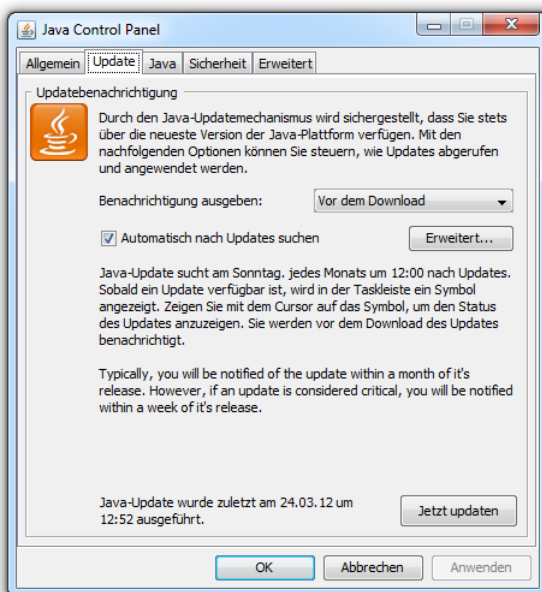 Java Control Panel
Allgemein Update Java Sicherheit Erweitert
Updatebenachrichtigung
Durch den Java-Updatemechanismus wird sichergestellt, dass Sie stets
über die neueste Version der Java-Plattform verfügen. Mit den
nachfolgenden Optionen können Sie steuern, wie Updates abgerufen
und angewendet werden.
Benachrichtigung ausgeben: Vor dem Download
Automatisch nach Updates suchen Erweitert...
Java-Update sucht am Sonntag. jedes Monats um 12:00 nach Updates.
Sobald ein Update verfügbar ist, wird in der Taskleiste ein Symbol
angezeigt. Zeigen Sie mit dem Cursor auf das Symbol, um den Status
des Updates anzuzeigen. Sie werden vor dem Download des Updates
benachrichtigt.
Typically, you will be notified of the update within a month of it's
release. However, if an update is considered critical, you will be notified
within a week of it's release.
Java-Update wurde zuletzt am 24.03.12 um
12:52 ausgeführt.
Jetzt updaten
OK Abbrechen Anwenden